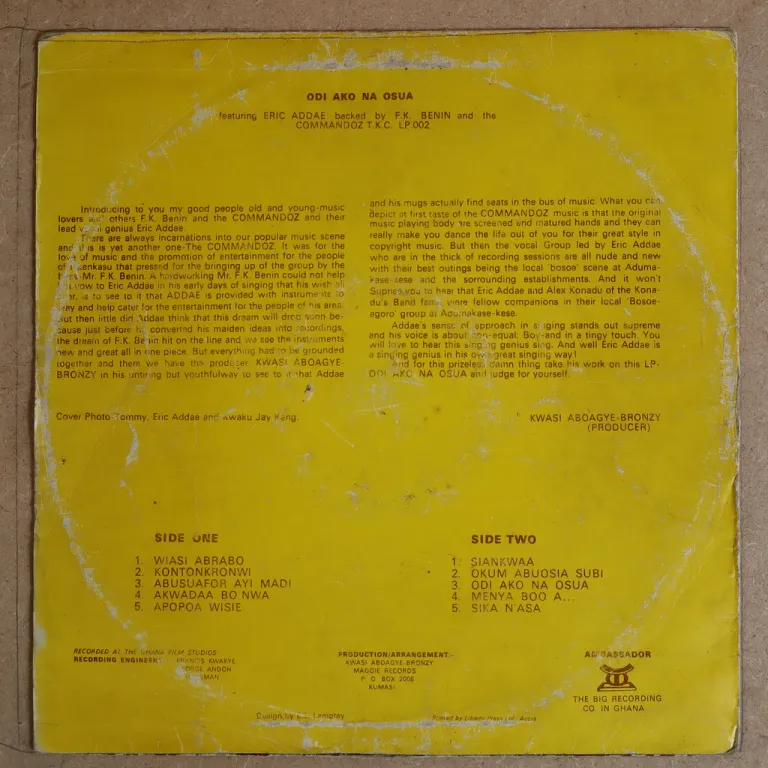 ODI AKO NA OSUA
featuring ERIC ADDAE backed by F.K. BENIN and the
COMMANDOZ T.K.C. LP.002
Introducing to you my good people old and young-music
lovers and others F.K. Benin and the COMMANDOZ and their
lead vocal genius Eric Addae.
There are always incarnations into our popular music scene
and this is yet another one-The COMMANDOZ. It was for the
love of music and the promotion of entertainment for the people
of Tenkasu that pressed for the bringing up of the group by the
Mr. F.K. Benin. A hardworking Mr. F.K. Benin could not help
vow to Eric Addae in his early days of singing that his wish all
is to see to it that ADDAE is provided with instruments to
play and help cater for the entertainment for the people of his area.
But then little did Addae think that this dream will drop soon be-
cause just before he converted his maiden ideas into recordings,
the dream of F.K. Benin hit on the line and we see the instruments
new and great all in one piece. But everything had to be grounded
together and there we have the producer KWASI ABOAGYE-
BRONZY in his untiring but youthfulway to see to it that Addae
and his mugs actually find seats in the bus of music. What you can
depict at first taste of the COMMANDOZ music is that the original
music playing body are screened and matured hands and they can
really make you dance the life out of you for their great style in
copyright music. But then the vocal Group led by Eric Addae
who are in the thick of recording sessions are all nude and new
with their best outings being the local 'bosoe' scene at Aduma-
kase-kese and the sorrounding establishments. And it won't
Supries you to hear that Eric Addae and Alex Konadu of the Kona-
du's Band fame were fellow companions in their local 'Bosoe-
agoro' group at Adumakase-kese.
Addae's sense of approach in singing stands out supreme
and his voice is about non-equal. Boy-and in a tingy touch. You
will love to hear this singing genius sing. And well Eric Addae is
a singing genius in his own great singing way!
And for this prizeless damn thing take his work on this LP-
ODI AKO NA OSUA and judge for yourself.
Cover Photo-Tommy, Eric Addae and Kwaku Jay Kang.
KWASI ABOAGYE-BRONZY
(PRODUCER)
SIDE ONE
1. WIASI ABRABO
2. KONTONKRONWI
3. ABUSUAFOR AYI MADI
4. AKWADAA BO NWA
5. APOPOA WISIE
SIDE TWO
1. SIANKWAA
2. OKUM ABUOSIA SUBI
3. ODI AKO NA OSUA
4. MENYA BOO A...
5. SIKA N'ASA
RECORDED AT THE GHANA FILM STUDIOS
RECORDING ENGINEERS: FRANCIS KWAKYE
GEORGE ANDOH
PRODUCTION/ARRANGEMENT:-
KWASI ABOAGYE-BRONZY
MAGGIE RECORDS
P. O. BOX 2006
KUMASI
AMBASSADOR
THE BIG RECORDING
CO. IN GHANA
Design by Lamptey
Printed by Liberty Press Ltd. Accra